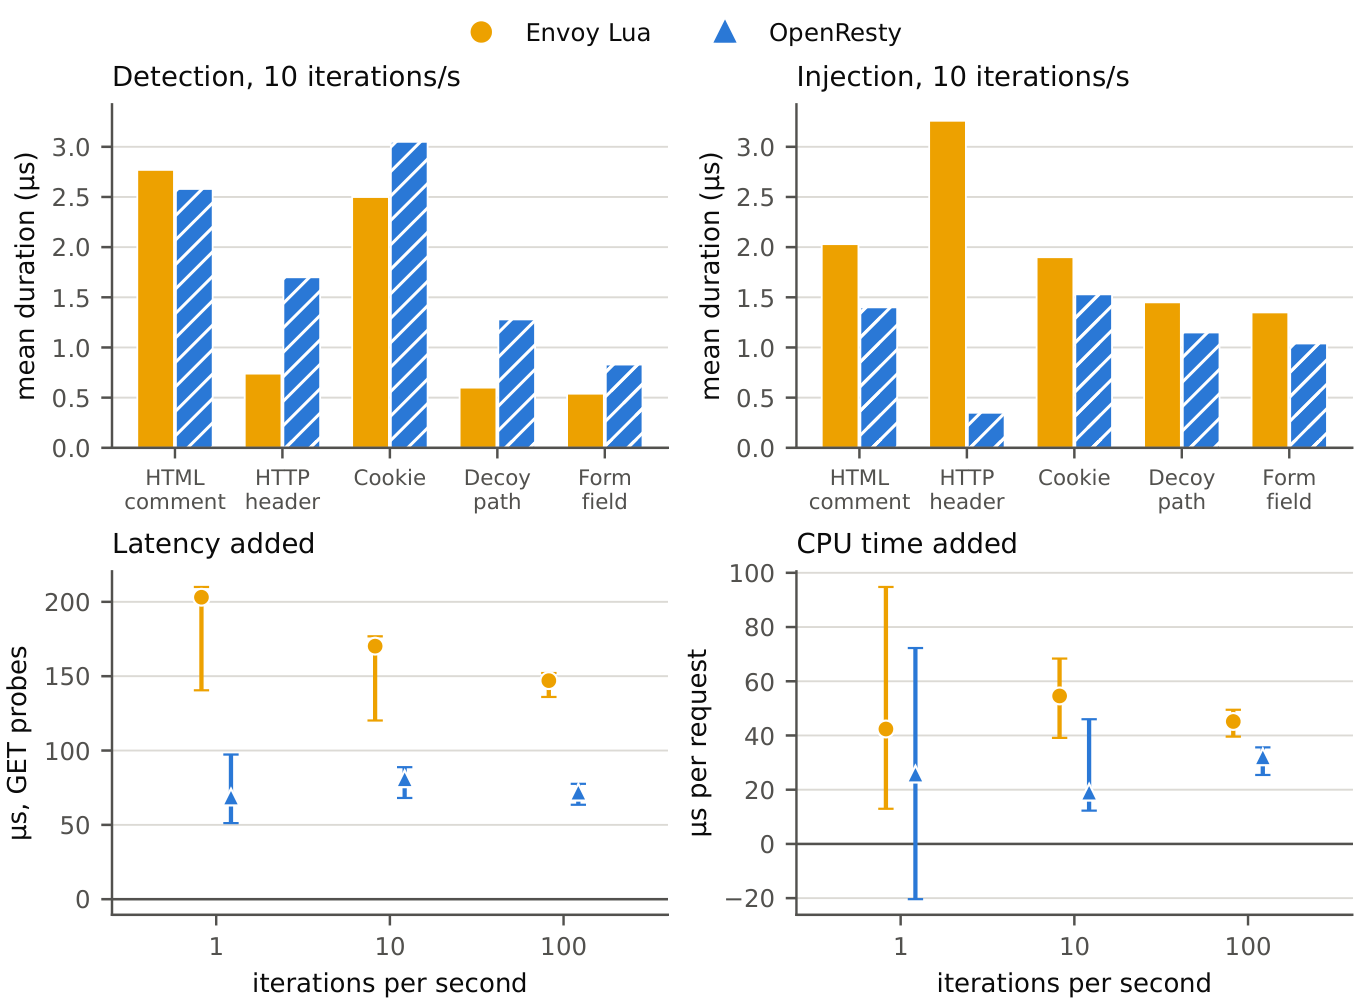 Envoy Lua OpenResty
Detection, 10 iterations/s
mean duration (µs)
3.0
2.5
2.0
1.5
1.0
0.5
0.0
HTML comment
HTTP header
Cookie
Decoy path
Form field
Injection, 10 iterations/s
mean duration (µs)
3.0
2.5
2.0
1.5
1.0
0.5
0.0
HTML comment
HTTP header
Cookie
Decoy path
Form field
Latency added
µs, GET probes
200
150
100
50
0
1 10 100
iterations per second
CPU time added
µs per request
100
80
60
40
20
0
−20
1 10 100
iterations per second